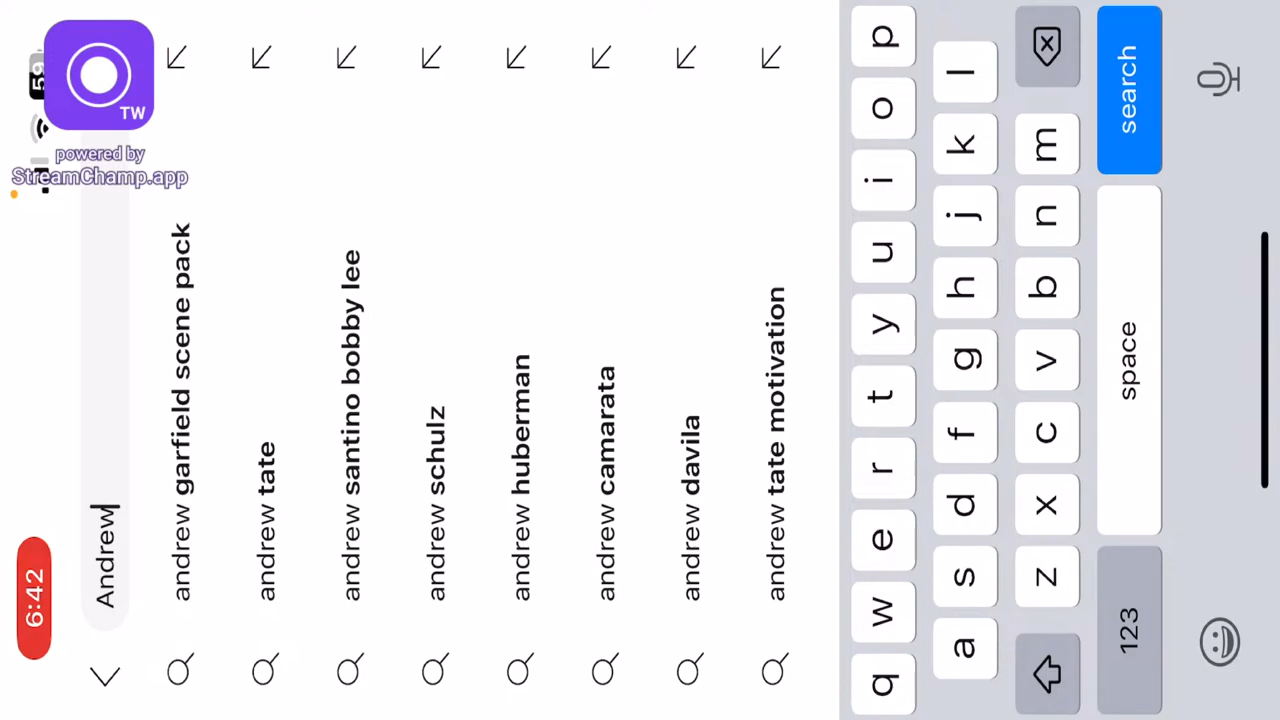 6:42
59
TW
powered by
StreamChamp.app
Andrew
andrew garfield scene pack
andrew tate
andrew santino bobby lee
andrew schulz
andrew huberman
andrew camarata
andrew davila
andrew tate motivation
q w e r t y u i o p
a s d f g h j k l
z x c v b n m
123 space search